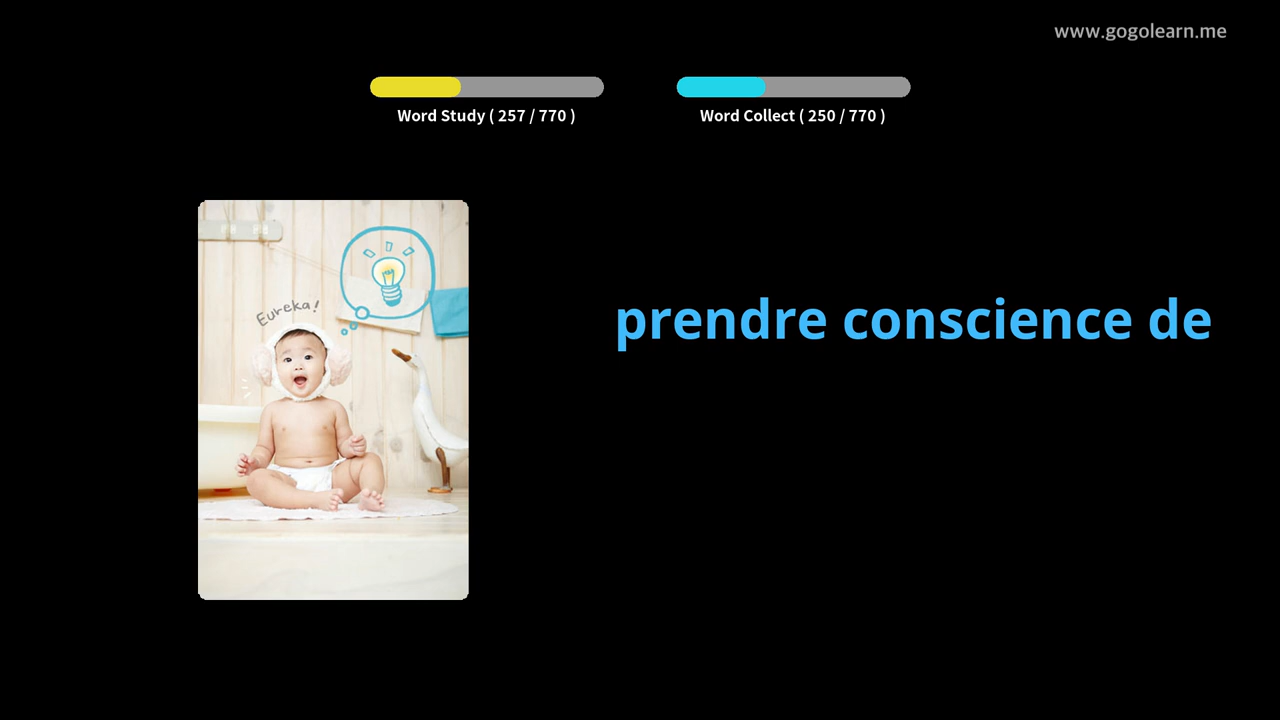 www.gogolearn.me
Word Study ( 257 / 770 )
Word Collect ( 250 / 770 )
Eureka!
prendre conscience de